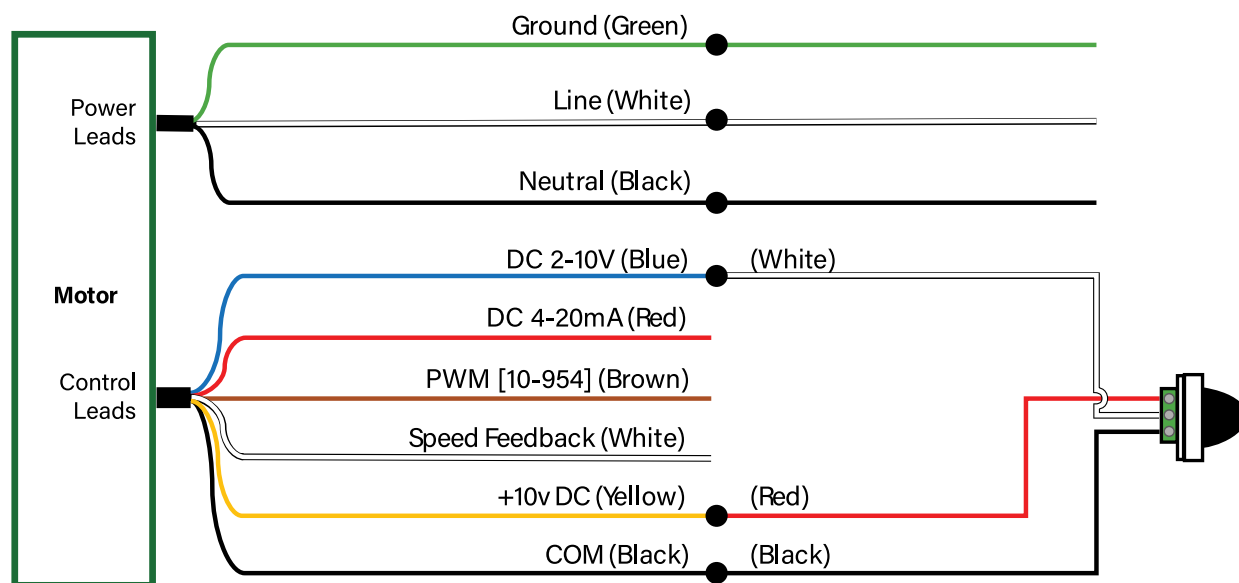 Ground (Green)
Power
Leads
Line (White)
Neutral (Black)
DC 2-10V (Blue)
(White)
Motor
DC 4-20mA (Red)
Control
Leads
PWM [10-954] (Brown)
Speed Feedback (White)
+10v DC (Yellow)
(Red)
COM (Black)
(Black)